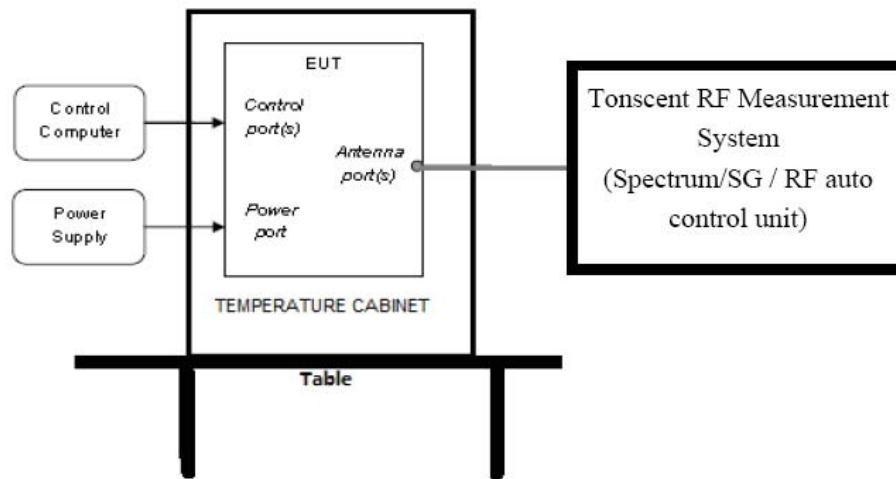 EUT
Control
Computer
Control
port(s)
Antenna
port(s)
Power
Supply
Power
port
TEMPERATURE CABINET
Table
Tonscent RF Measurement
System
(Spectrum/SG / RF auto
control unit)